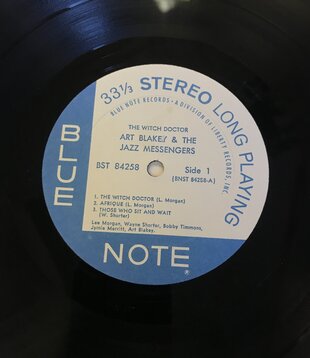 33 1/3 STEREO LONG PLAYING
BLUE NOTE RECORDS • A DIVISION OF LIBERTY RECORDS, INC.
THE WITCH DOCTOR
ART BLAKEY & THE
JAZZ MESSENGERS
BST 84258
Side 1
(BNST 84258-A)
1. THE WITCH DOCTOR (L. Morgan)
2. AFRIQUE (L. Morgan)
3. THOSE WHO SIT AND WAIT
(W. Shorter)
Lee Morgan, Wayne Shorter, Bobby Timmons,
Jymie Merritt, Art Blakey.
BLUE
NOTE
®